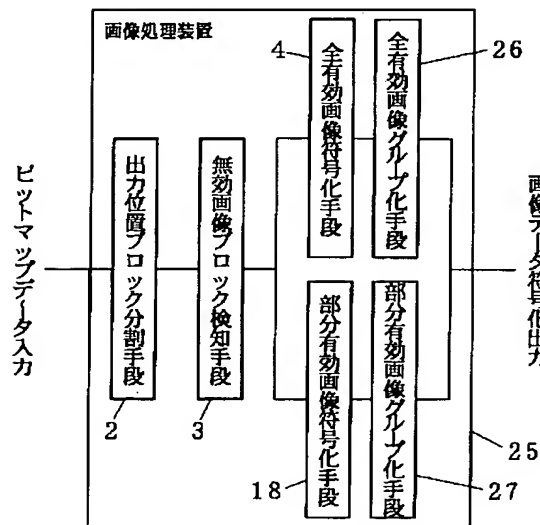 画像処理装置
4
26
全有効画像符号化手段
全有効画像グループ化手段
ビットマップデータ入力
出力位置ブロック分割手段
無効画像ブロック検知手段
画像データ符号化出力
部分有効画像符号化手段
部分有効画像グループ化手段
2
3
18
27
25